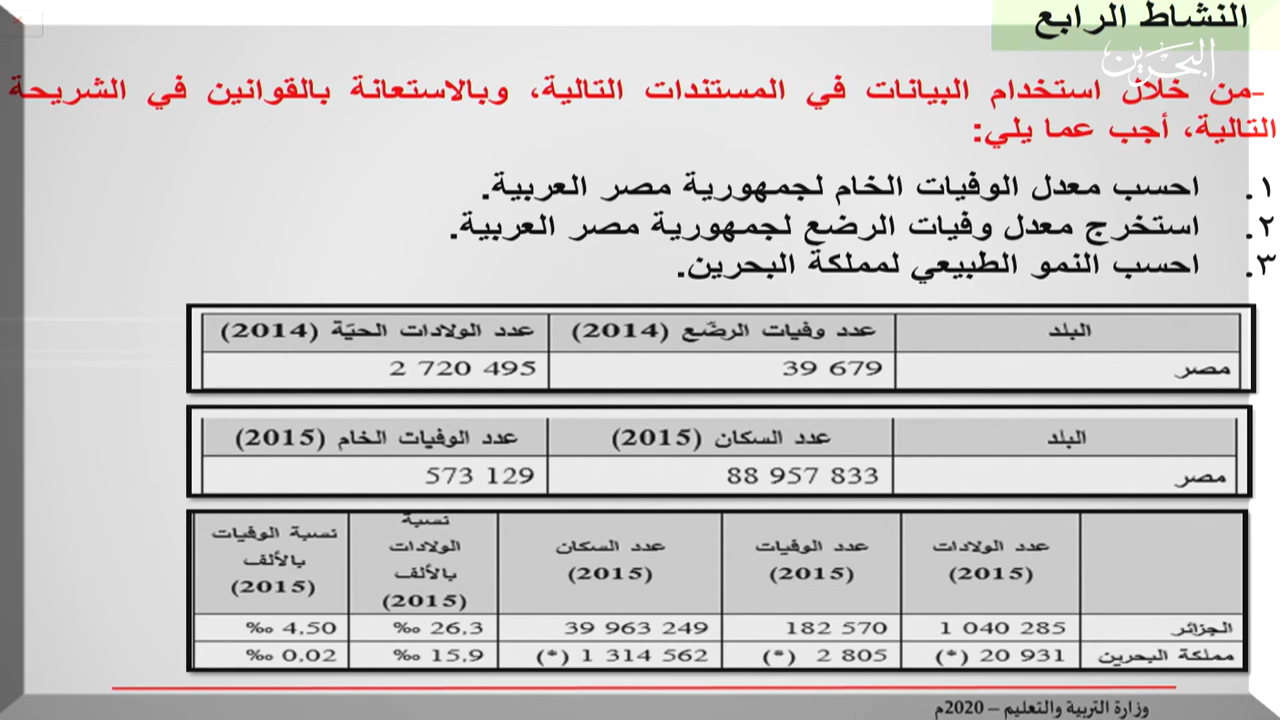 النشاط الرابع
البحرين
-من خلال استخدام البيانات في المستندات التالية، وبالاستعانة بالقوانين في الشريحة
التالية، أجب عما يلي:
١. احسب معدل الوفيات الخام لجمهورية مصر العربية.
٢. استخرج معدل وفيات الرضع لجمهورية مصر العربية.
٣. احسب النمو الطبيعي لمملكة البحرين.
البلد عدد وفيات الرضّع (2014) عدد الولادات الحيّة (2014)
مصر 39 679 2 720 495
البلد عدد السكان (2015) عدد الوفيات الخام (2015)
مصر 88 957 833 573 129
عدد الولادات (2015) عدد الوفيات (2015) عدد السكان (2015) نسبة الولادات بالألف (2015) نسبة الوفيات بالألف (2015)
الجزائر 1 040 285 182 570 39 963 249 26,3 ‰ 4,50 ‰
مملكة البحرين 20 931 (*) 2 805 (*) 1 314 562 (*) 15,9 ‰ 0,02 ‰
وزارة التربية والتعليم – 2020م